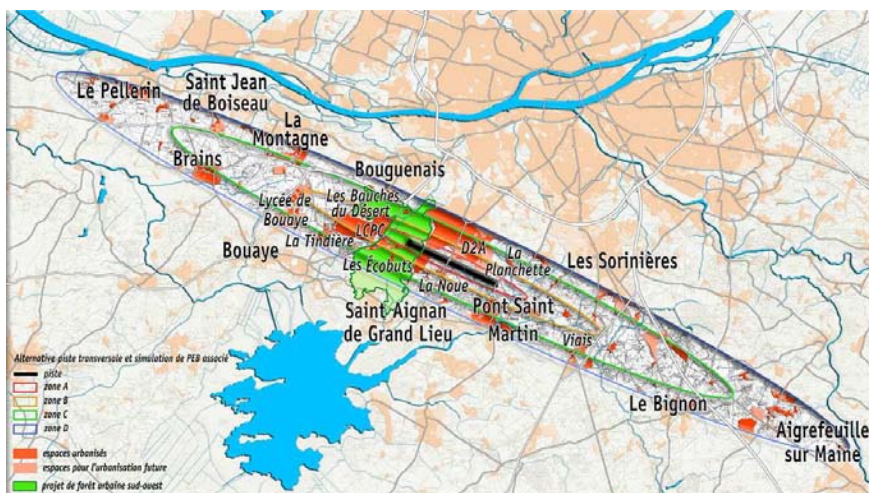 Le Pellerin
Saint Jean
de Boiseau
La
Montagne
Brains
Bouguenais
Lycée de
Bouaye
Les Bauches
du Désert
LCPC
La Tindière
Bouaye
D2A
La
Planchette
Les Sorinières
Les Écobuts
La Noue
Saint Aignan
de Grand Lieu
Pont Saint
Martin
Viais
Le Bignon
Aigrefeuille
sur Maine
Alternative piste transversale et simulation de PEB associé
piste
zone A
zone B
zone C
zone D
espaces urbanisés
espaces pour l'urbanisation future
projet de forêt urbaine sud-ouest